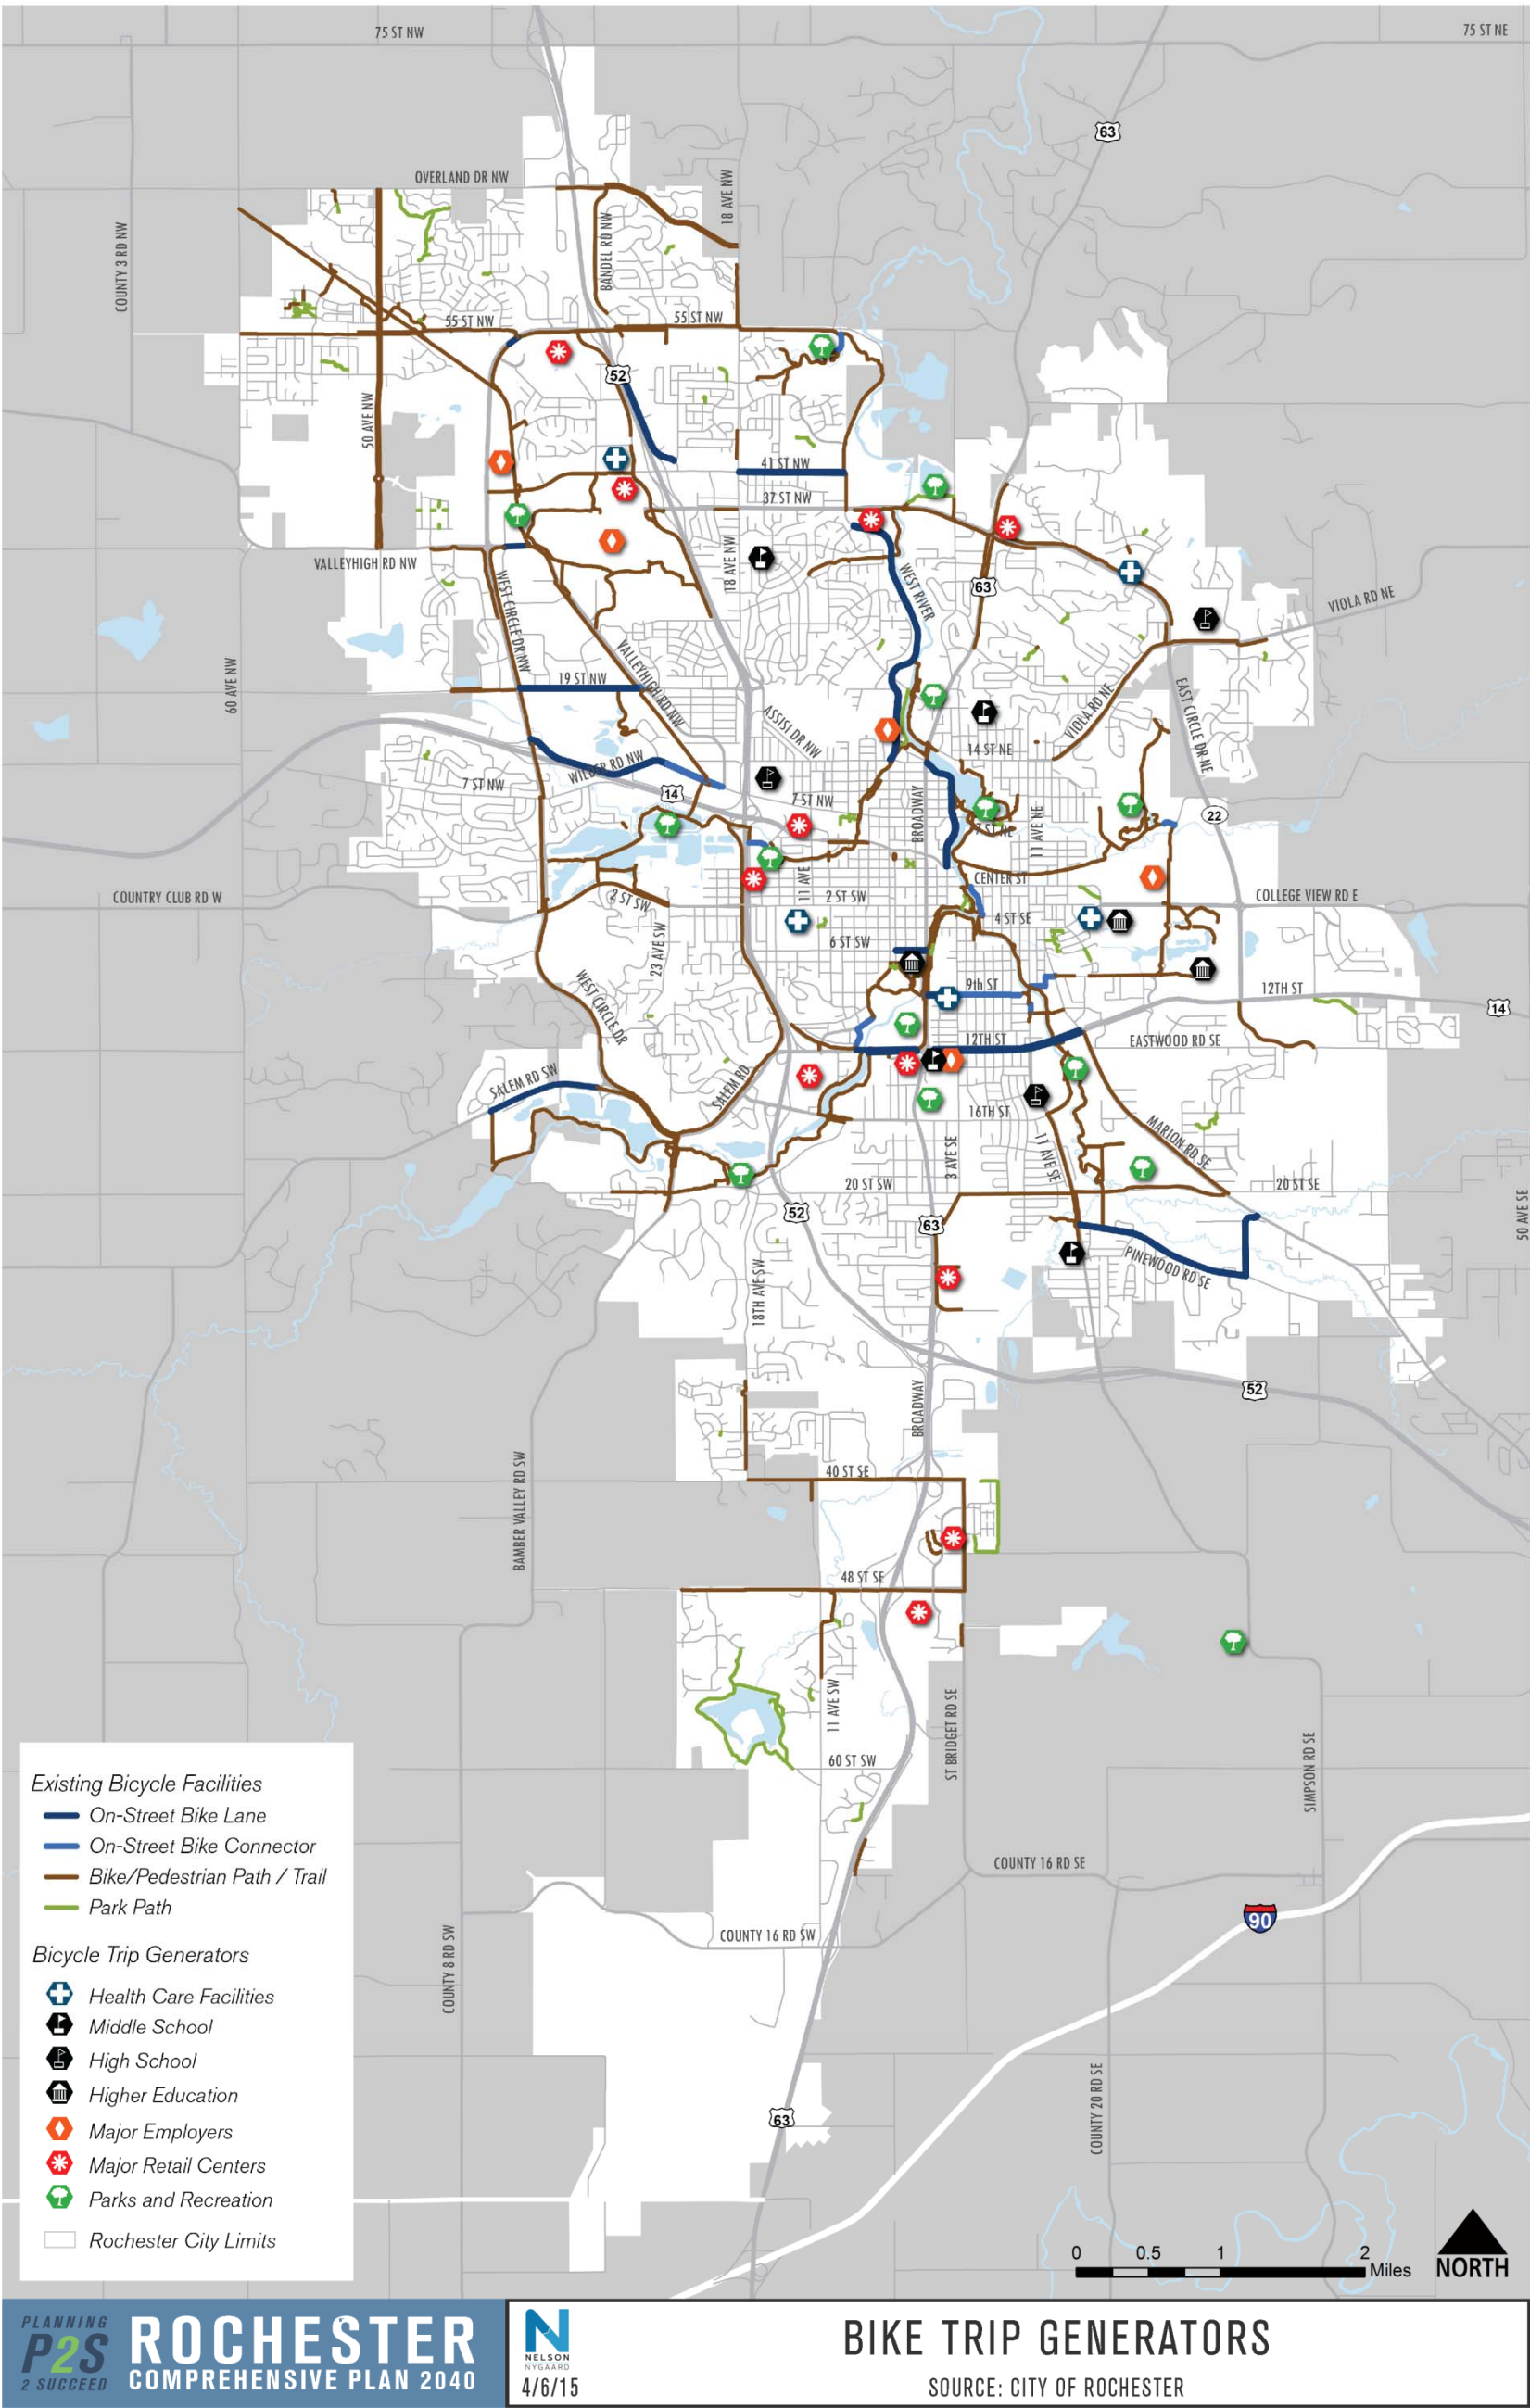 75 ST NW
75 ST NE
63
OVERLAND DR NW
18 AVE NW
COUNTY 3 RD NW
BANDEL RD NW
55 ST NW
55 ST NW
52
50 AVE NW
41 ST NW
37 ST NW
VALLEYHIGH RD NW
18 AVE NW
WEST RIVER
63
VIOLA RD NE
WEST CIRCLE DR NW
60 AVE NW
19 ST NW
VALLEYHIGH RD NW
VIOLA RD NE
EAST CIRCLE DR NE
ASSISI DR NW
14 ST NE
WILDER RD NW
7 ST NW
14
7 ST NW
BROADWAY
7 ST NE
11 AVE NE
22
CENTER ST
COUNTRY CLUB RD W
2 ST SW
11 AVE
2 ST SW
COLLEGE VIEW RD E
4 ST SE
23 AVE SW
6 ST SW
WEST CIRCLE DR
9th ST
12TH ST
14
12TH ST
EASTWOOD RD SE
SALEM RD SW
SALEM RD
16TH ST
MARION RD SE
3 AVE SE
11 AVE SE
20 ST SW
20 ST SE
50 AVE SE
52
63
PINEWOOD RD SE
18TH AVE SW
52
BROADWAY
BAMBER VALLEY RD SW
40 ST SE
48 ST SE
11 AVE SW
ST BRIDGET RD SE
SIMPSON RD SE
60 ST SW
COUNTY 16 RD SE
90
COUNTY 16 RD SW
COUNTY 8 RD SW
COUNTY 20 RD SE
63
Existing Bicycle Facilities
On-Street Bike Lane
On-Street Bike Connector
Bike/Pedestrian Path / Trail
Park Path
Bicycle Trip Generators
Health Care Facilities
Middle School
High School
Higher Education
Major Employers
Major Retail Centers
Parks and Recreation
Rochester City Limits
0 0.5 1 2
Miles
NORTH
PLANNING
P2S
2 SUCCEED
ROCHESTER
COMPREHENSIVE PLAN 2040
N
NELSON
NYGAARD
4/6/15
BIKE TRIP GENERATORS
SOURCE: CITY OF ROCHESTER